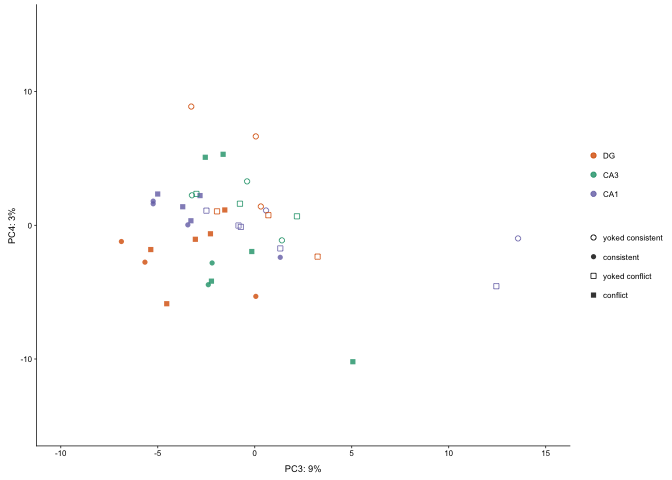 10
0
-10
PC4: 3%
-10
-5
0
5
10
15
PC3: 9%
DG
CA3
CA1
yoked consistent
consistent
yoked conflict
conflict